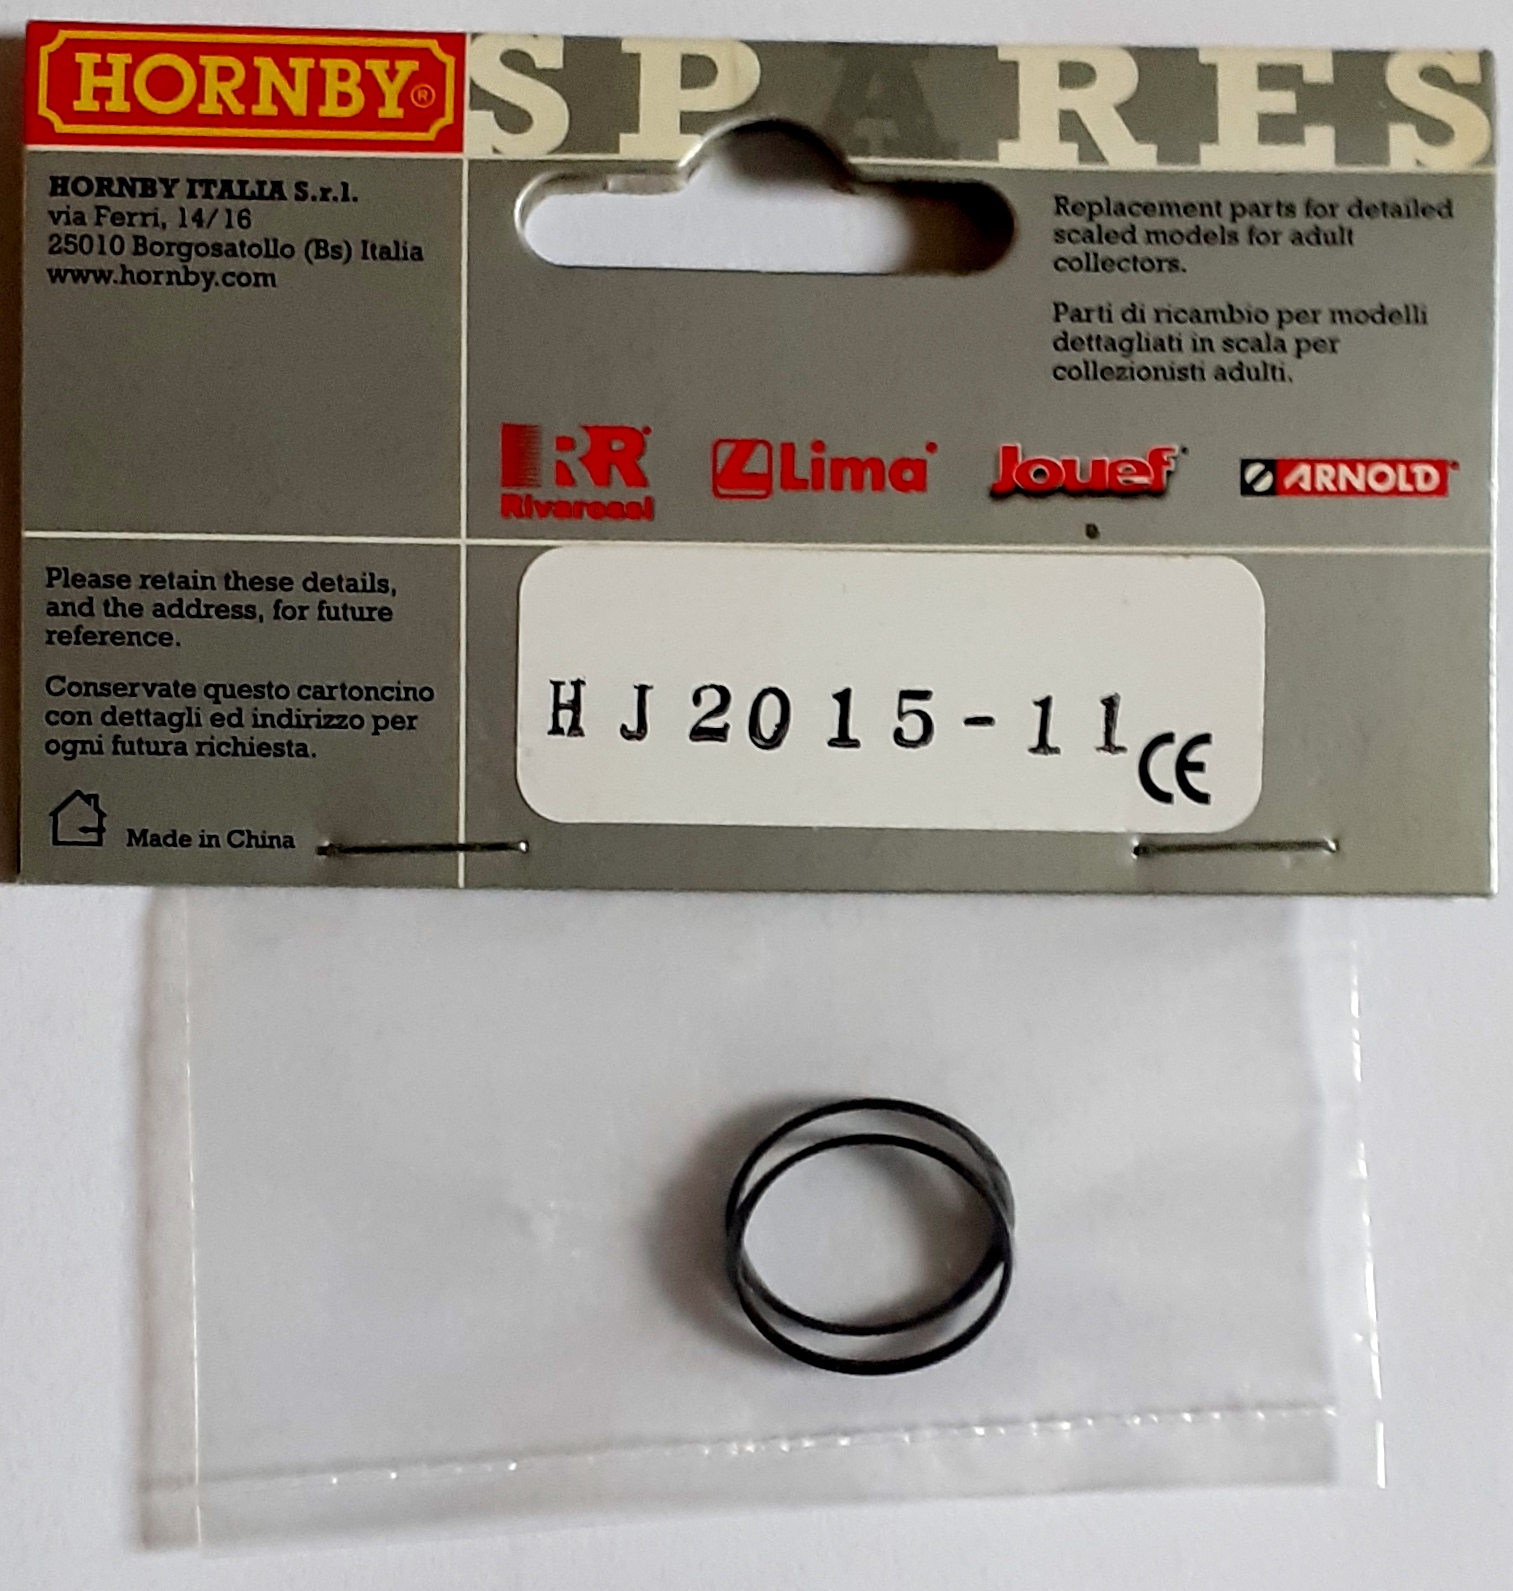 HORNBY®
SPARES
HORNBY ITALIA S.r.l.
via Ferri, 14/16
25010 Borgosatollo (Bs) Italia
www.hornby.com
Replacement parts for detailed
scaled models for adult
collectors.
Parti di ricambio per modelli
dettagliati in scala per
collezionisti adulti.
RR
Rivarossi
Lima
Jouef
ARNOLD
Please retain these details,
and the address, for future
reference.
Conservate questo cartoncino
con dettagli ed indirizzo per
ogni futura richiesta.
Made in China
HJ2015-11
CE